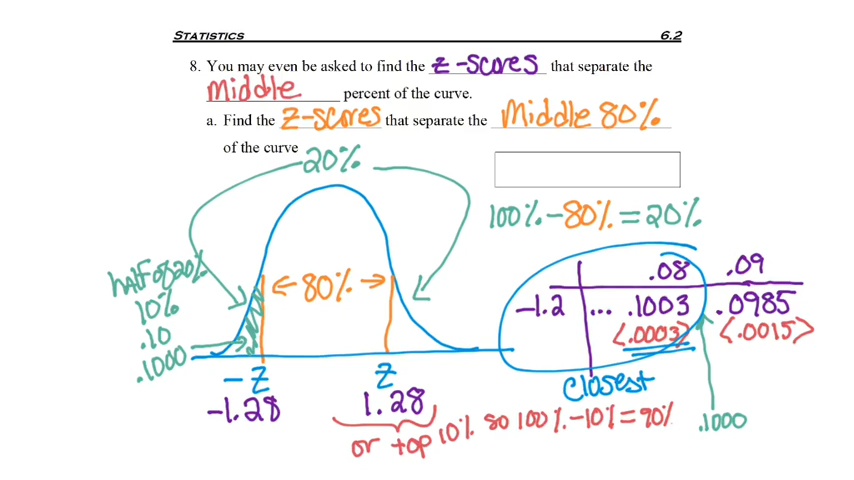 STATISTICS 6.2
8. You may even be asked to find the z-scores that separate the
middle percent of the curve.
a. Find the z-scores that separate the Middle 80%
of the curve
20%
100% - 80% = 20%
half of 20%
10%
.10
.1000
← 80% →
.08 .09
-1.2 ... .1003 .0985
<.0003> <.0015>
closest
.1000
-z z
-1.28 1.28
or top 10% so 100% - 10% = 90%